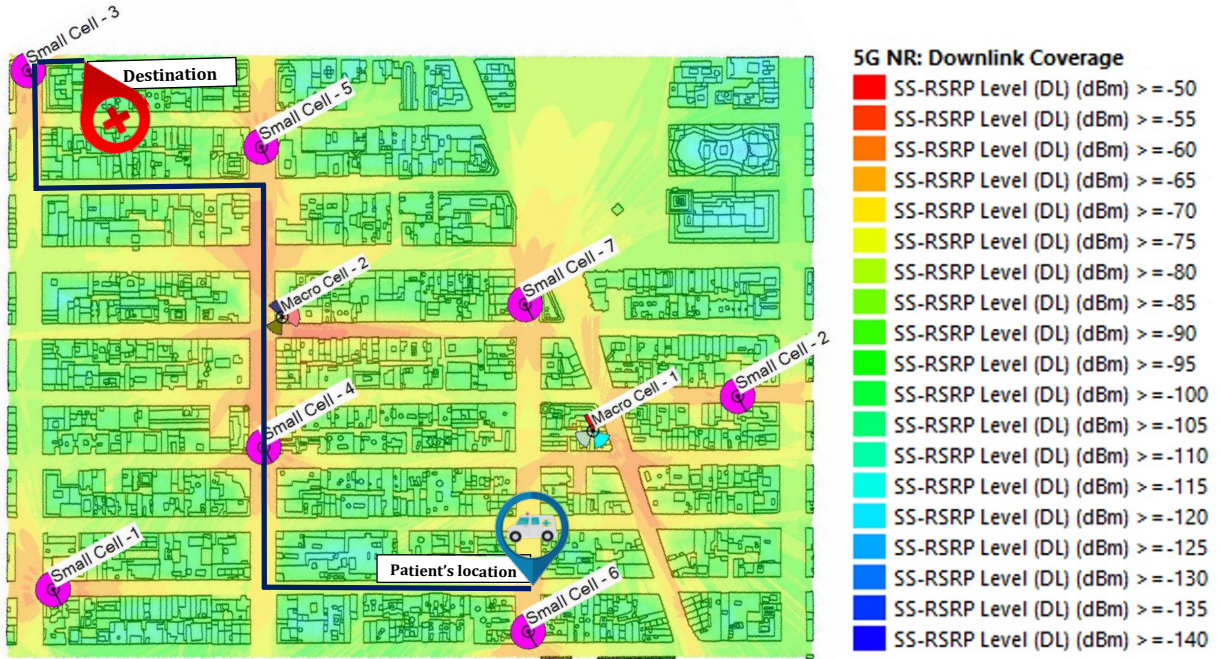 Small Cell - 3
Destination
Small Cell - 5
Small Cell - 7
Macro Cell - 2
Small Cell - 2
Macro Cell - 1
Small Cell - 4
Patient's location
Small Cell -1
Small Cell - 6
5G NR: Downlink Coverage
SS-RSRP Level (DL) (dBm) >=-50
SS-RSRP Level (DL) (dBm) >=-55
SS-RSRP Level (DL) (dBm) >=-60
SS-RSRP Level (DL) (dBm) >=-65
SS-RSRP Level (DL) (dBm) >=-70
SS-RSRP Level (DL) (dBm) >=-75
SS-RSRP Level (DL) (dBm) >=-80
SS-RSRP Level (DL) (dBm) >=-85
SS-RSRP Level (DL) (dBm) >=-90
SS-RSRP Level (DL) (dBm) >=-95
SS-RSRP Level (DL) (dBm) >=-100
SS-RSRP Level (DL) (dBm) >=-105
SS-RSRP Level (DL) (dBm) >=-110
SS-RSRP Level (DL) (dBm) >=-115
SS-RSRP Level (DL) (dBm) >=-120
SS-RSRP Level (DL) (dBm) >=-125
SS-RSRP Level (DL) (dBm) >=-130
SS-RSRP Level (DL) (dBm) >=-135
SS-RSRP Level (DL) (dBm) >=-140